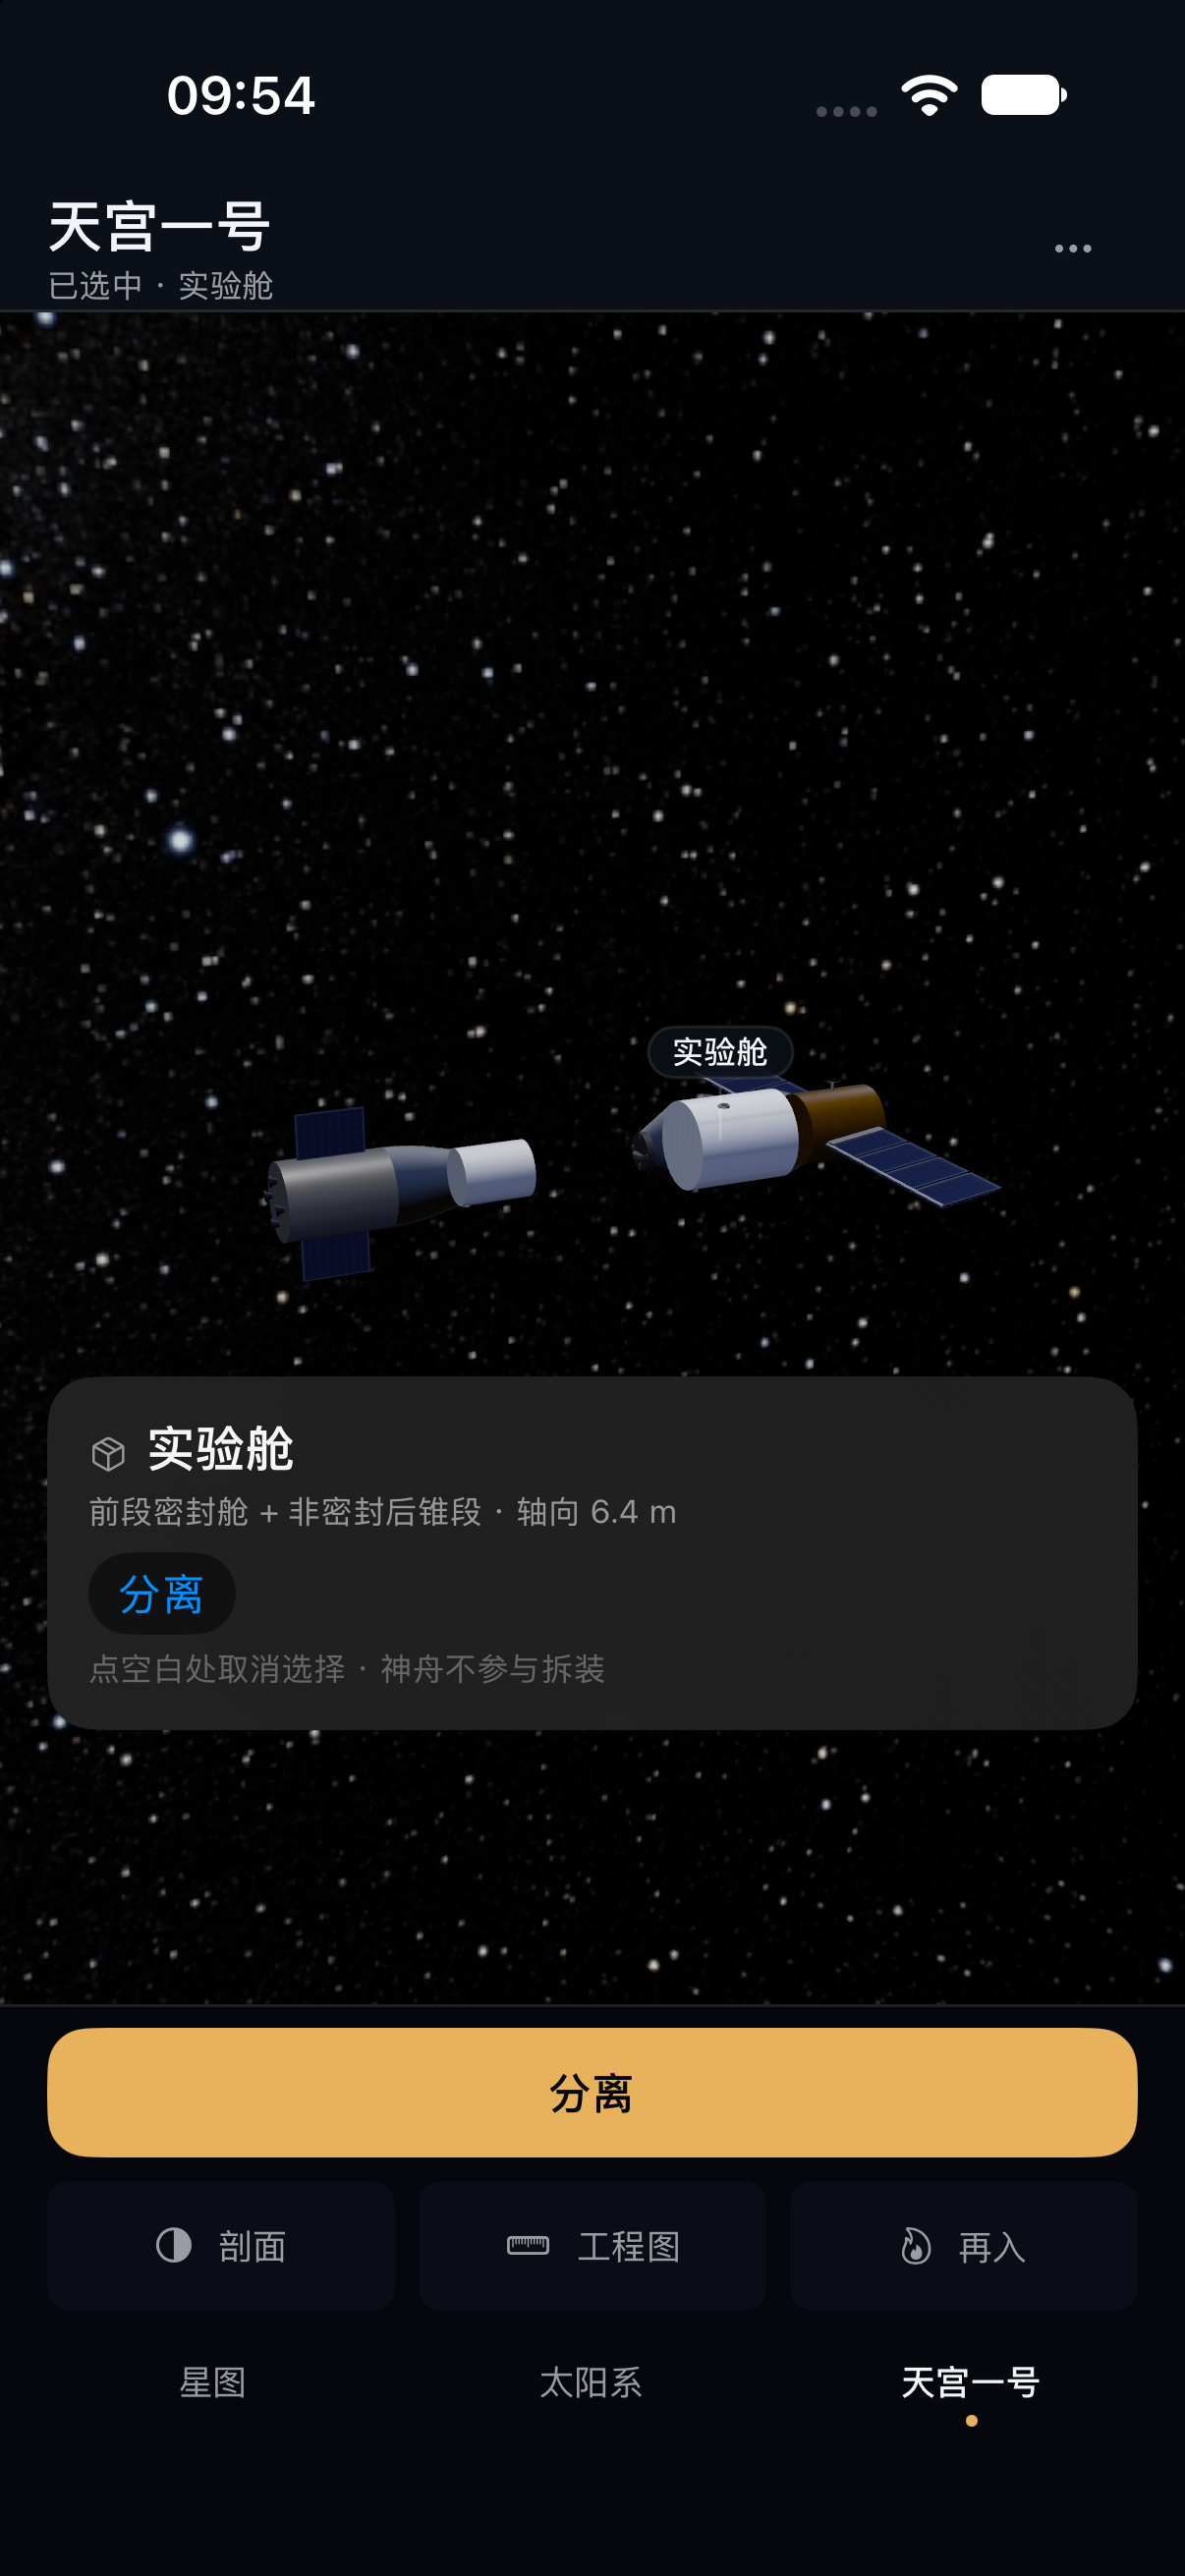 09:54
天宫一号
已选中 · 实验舱
实验舱
实验舱
前段密封舱 + 非密封后锥段 · 轴向 6.4 m
分离
点空白处取消选择 · 神舟不参与拆装
分离
剖面 工程图 再入
星图 太阳系 天宫一号